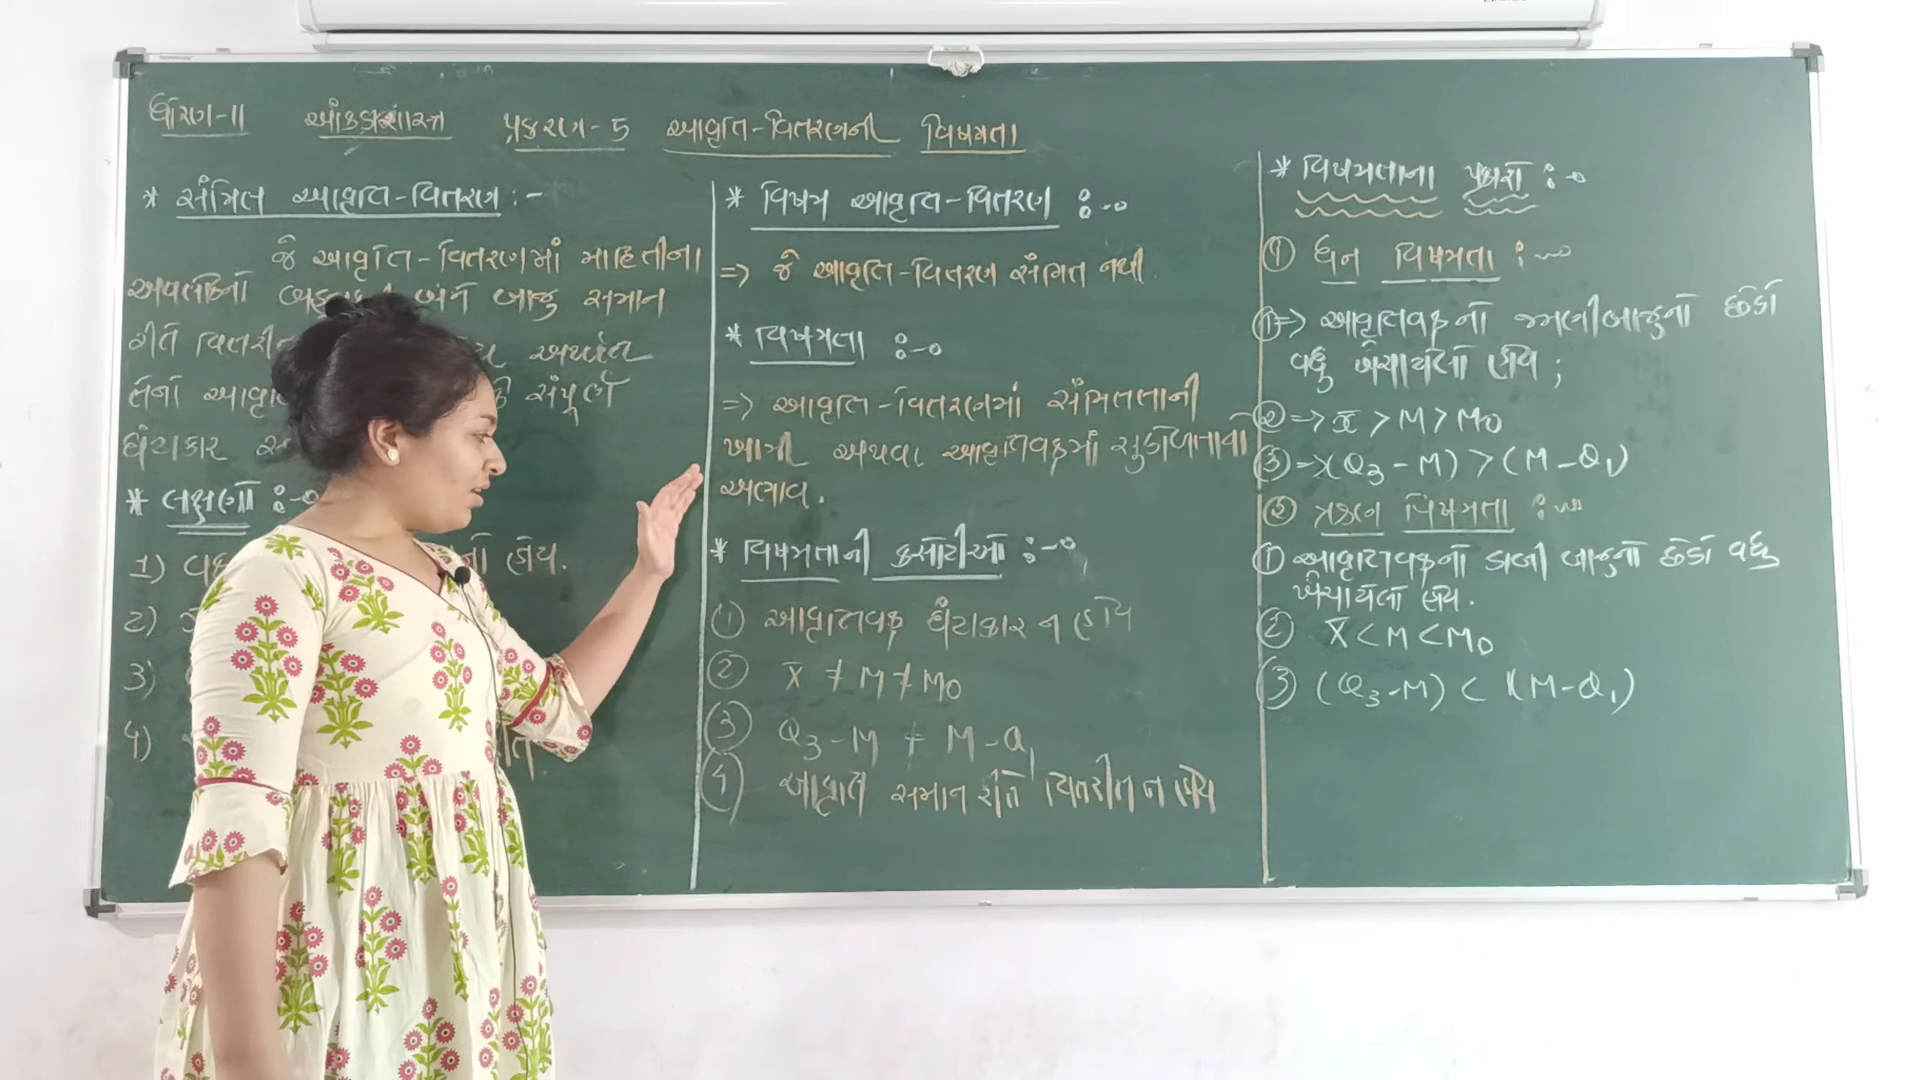 ધોરણ-11 આંકડાશાસ્ત્ર પ્રકરણ-5 આવૃત્તિ-વિતરણની વિષમતા
* સંમિત આવૃત્તિ-વિતરણ :-
જે આવૃત્તિ-વિતરણમાં માહિતીના
અવલોકનો બંને બાજુ સમાન
રીતે
તેના સંપૂર્ણ
ઘંટાકાર
* લક્ષણો :-
1) હોય.
2)
3)
4)
* વિષમ આવૃત્તિ-વિતરણ :-
=> જે આવૃત્તિ-વિતરણ સંમિત નથી.
* વિષમતા :-
=> આવૃત્તિ-વિતરણમાં સંમિતતાની
ખામી અથવા આવૃત્તિવક્રમાં સુડોળતાનો
અભાવ.
* વિષમતાની કસોટીઓ :-
① આવૃત્તિવક્ર ઘંટાકાર ન હોય
② x̄ ≠ M ≠ M₀
③ Q₃-M ≠ M-Q₁
④ આવૃત્તિ સમાન રીતે વિતરીત ન હોય
* વિષમતાના પ્રકારો :-
① ધન વિષમતા :-
①=> આવૃત્તિવક્રનો જમણીબાજુનો છેડો
વધુ ખેંચાયેલો હોય;
②=> x̄ > M > M₀
③=> (Q₃-M) > (M-Q₁)
② ઋણ વિષમતા :-
① આવૃત્તિવક્રનો ડાબી બાજુનો છેડો વધુ
ખેંચાયેલો હોય.
② x̄ < M < M₀
③ (Q₃-M) < (M-Q₁)